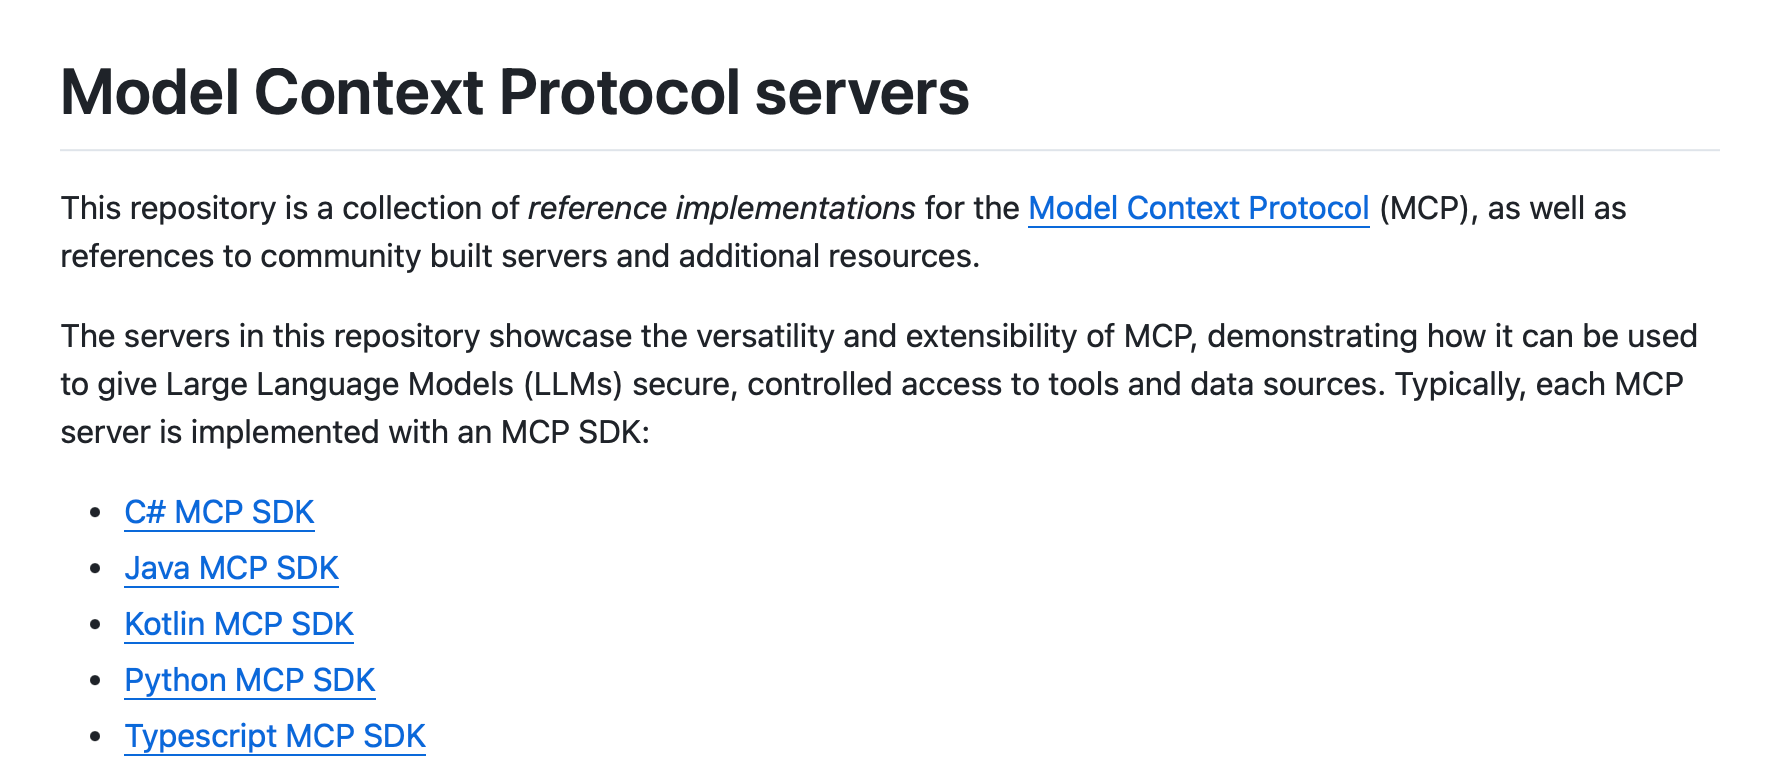 Model Context Protocol servers
This repository is a collection of reference implementations for the Model Context Protocol (MCP), as well as
references to community built servers and additional resources.
The servers in this repository showcase the versatility and extensibility of MCP, demonstrating how it can be used
to give Large Language Models (LLMs) secure, controlled access to tools and data sources. Typically, each MCP
server is implemented with an MCP SDK:
• C# MCP SDK
• Java MCP SDK
• Kotlin MCP SDK
• Python MCP SDK
• Typescript MCP SDK